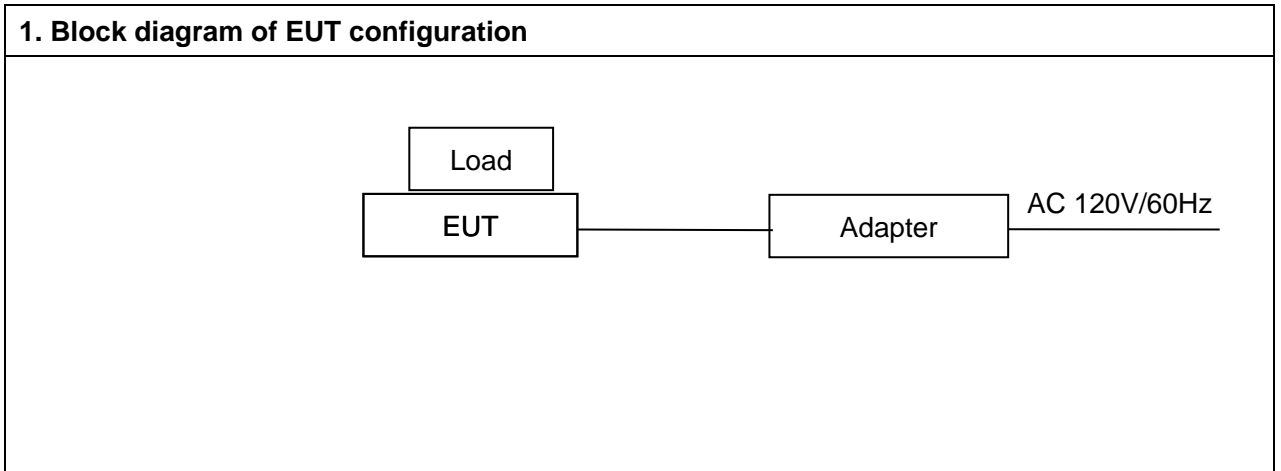 1. Block diagram of EUT configuration
Load
EUT
Adapter
AC 120V/60Hz